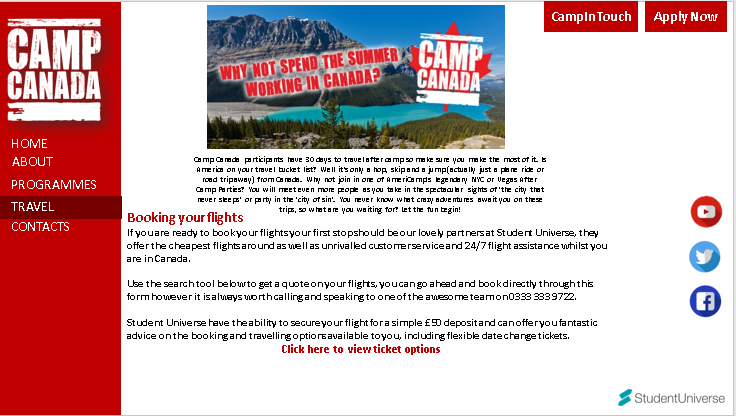 CAMP
CANADA
CampInTouch
Apply Now
WHY NOT SPEND THE SUMMER
WORKING IN CANADA?
CAMP
CANADA
HOME
ABOUT
PROGRAMMES
TRAVEL
CONTACTS
Camp Canada participants have 30 days to travel after camp so make sure you make the most of it. Is
America on your travel bucket list? Well it's only a hop, skip and a jump (actually just a plane ride or
road trip away) from Canada. Why not join in one of AmeriCamps legendary NYC or Vegas After
Camp Parties? You will meet even more people as you take in the spectacular sights of 'the city that
never sleeps' or party in the 'city of sin'. You never know what crazy adventures await you on these
trips, so what are you waiting for? Let the fun begin!
Booking your flights
If you are ready to book your flights your first stop should be our lovely partners at Student Universe, they
offer the cheapest flights around as well as unrivalled customer service and 24/7 flight assistance whilst you
are in Canada.
Use the search tool below to get a quote on your flights, you can go ahead and book directly through this
form however it is always worth calling and speaking to one of the awesome team on 0333 333 9722.
Student Universe have the ability to secure your flight for a simple £50 deposit and can offer you fantastic
advice on the booking and travelling options available to you, including flexible date change tickets.
Click here to view ticket options
StudentUniverse